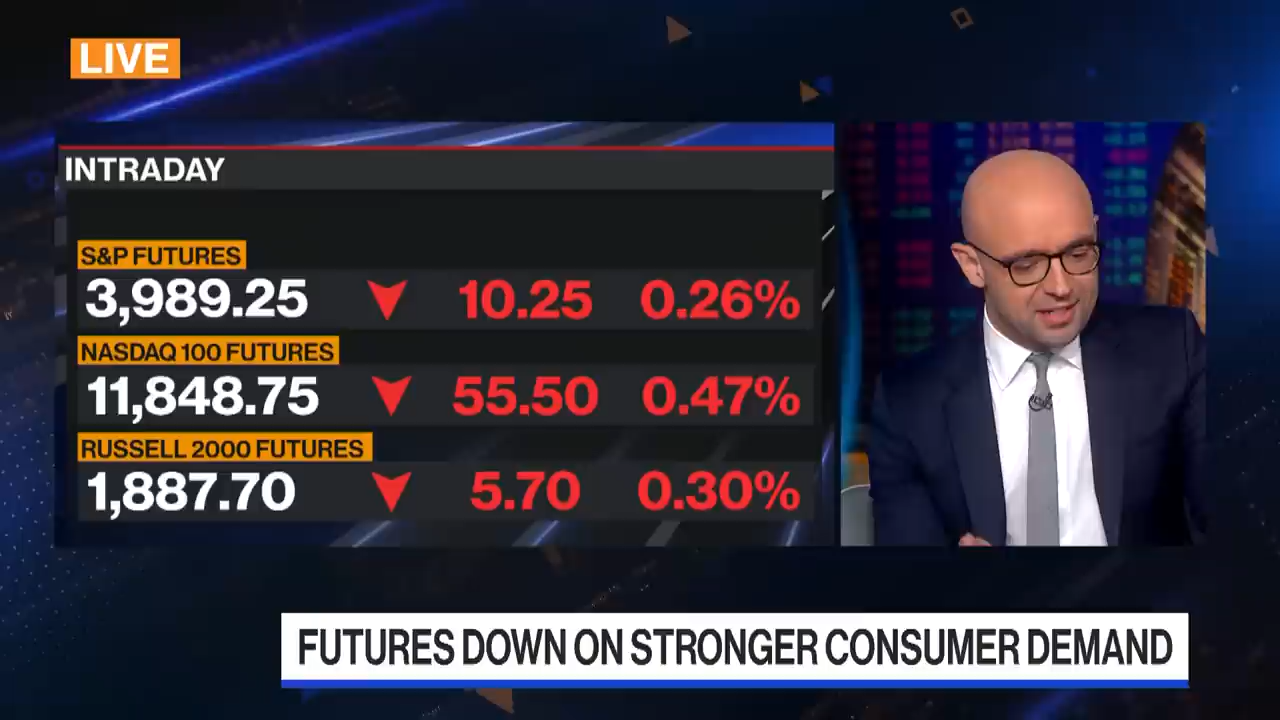 LIVE
INTRADAY
S&P FUTURES
3,989.25 10.25 0.26%
NASDAQ 100 FUTURES
11,848.75 55.50 0.47%
RUSSELL 2000 FUTURES
1,887.70 5.70 0.30%
FUTURES DOWN ON STRONGER CONSUMER DEMAND